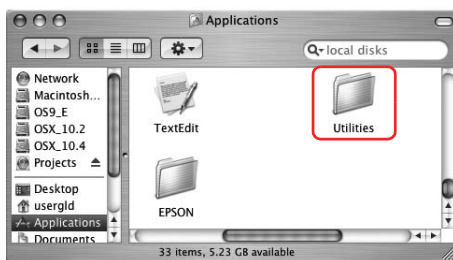 Applications
local disks
Network
Macintosh...
OS9_E
OSX_10.2
OSX_10.4
Projects
Desktop
usergld
Applications
Documents
TextEdit
Utilities
EPSON
33 items, 5.23 GB available